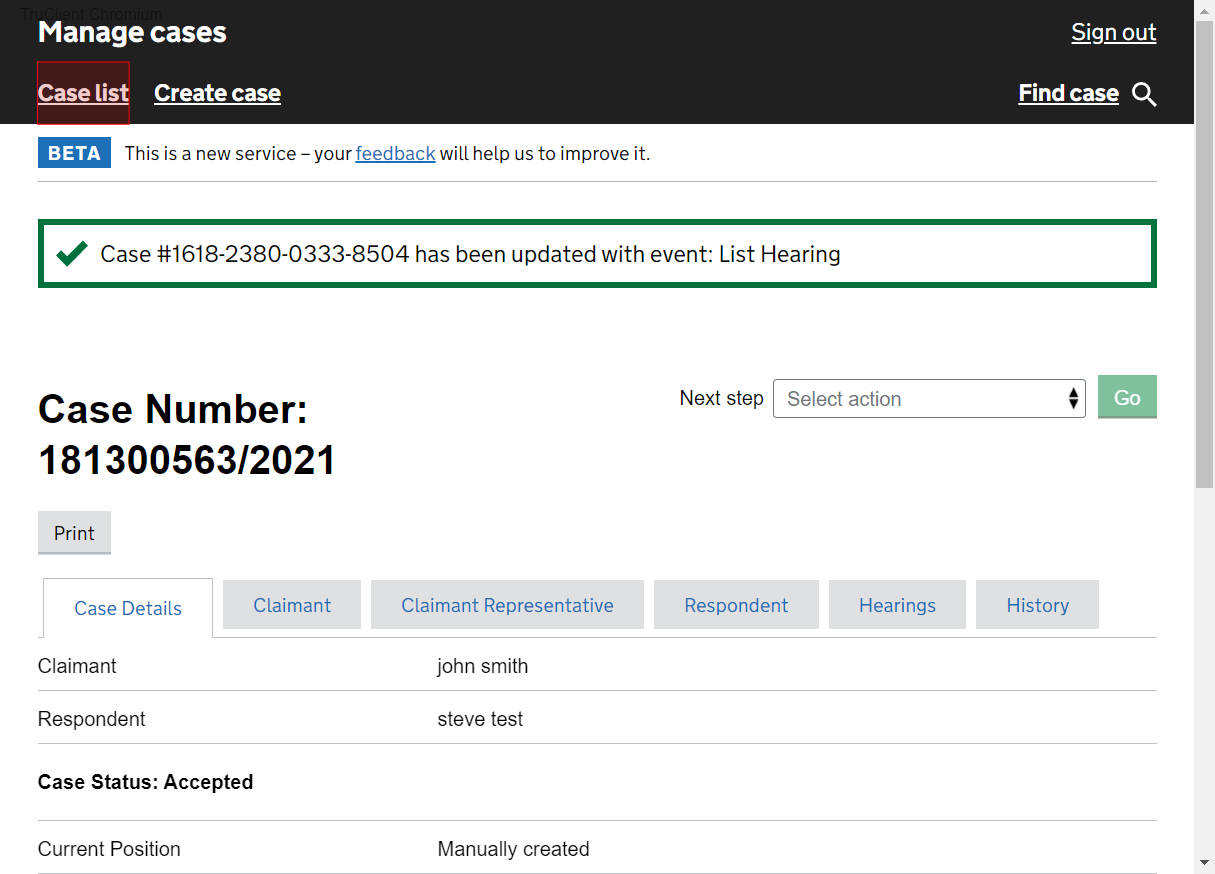 TruClient Chromium
Manage cases
Sign out
Case list Create case Find case
BETA This is a new service – your feedback will help us to improve it.
Case #1618-2380-0333-8504 has been updated with event: List Hearing
Case Number:
181300563/2021
Next step Select action Go
Print
Case Details Claimant Claimant Representative Respondent Hearings History
Claimant john smith
Respondent steve test
Case Status: Accepted
Current Position Manually created